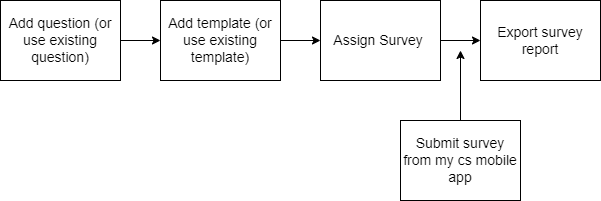 Add question (or
use existing
question)
Add template (or
use existing
template)
Assign Survey
Export survey
report
Submit survey
from my cs mobile
app